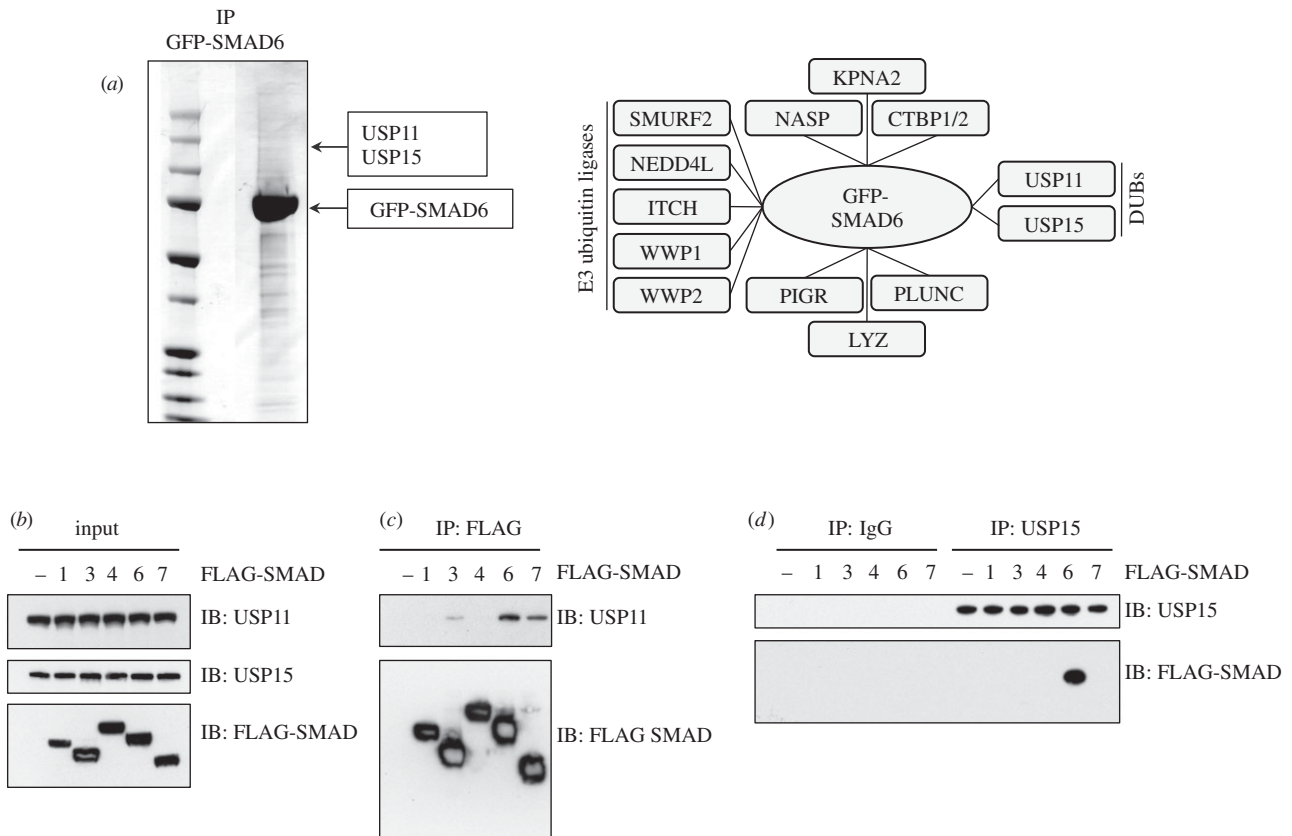 IP
GFP-SMAD6
(a)
USP11
USP15
GFP-SMAD6
E3 ubiquitin ligases
SMURF2
NEDD4L
ITCH
WWP1
WWP2
KPNA2
NASP
CTBP1/2
GFP-
SMAD6
USP11
USP15
DUBs
PIGR
PLUNC
LYZ
(b)
input
– 1 3 4 6 7 FLAG-SMAD
IB: USP11
IB: USP15
IB: FLAG-SMAD
(c)
IP: FLAG
– 1 3 4 6 7 FLAG-SMAD
IB: USP11
IB: FLAG SMAD
(d)
IP: IgG IP: USP15
– 1 3 4 6 7 – 1 3 4 6 7 FLAG-SMAD
IB: USP15
IB: FLAG-SMAD